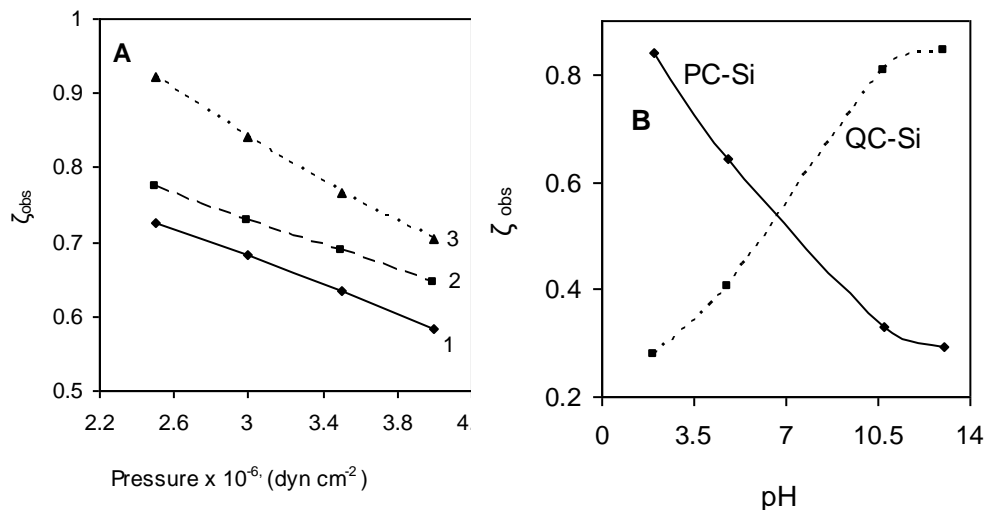 A
1
0.9
0.8
0.7
0.6
0.5
ζobs
3
2
1
2.2 2.6 3 3.4 3.8 4.
Pressure x 10-6, (dyn cm-2)
B
PC-Si
QC-Si
0.8
0.6
0.4
0.2
ζ obs
0 3.5 7 10.5 14
pH